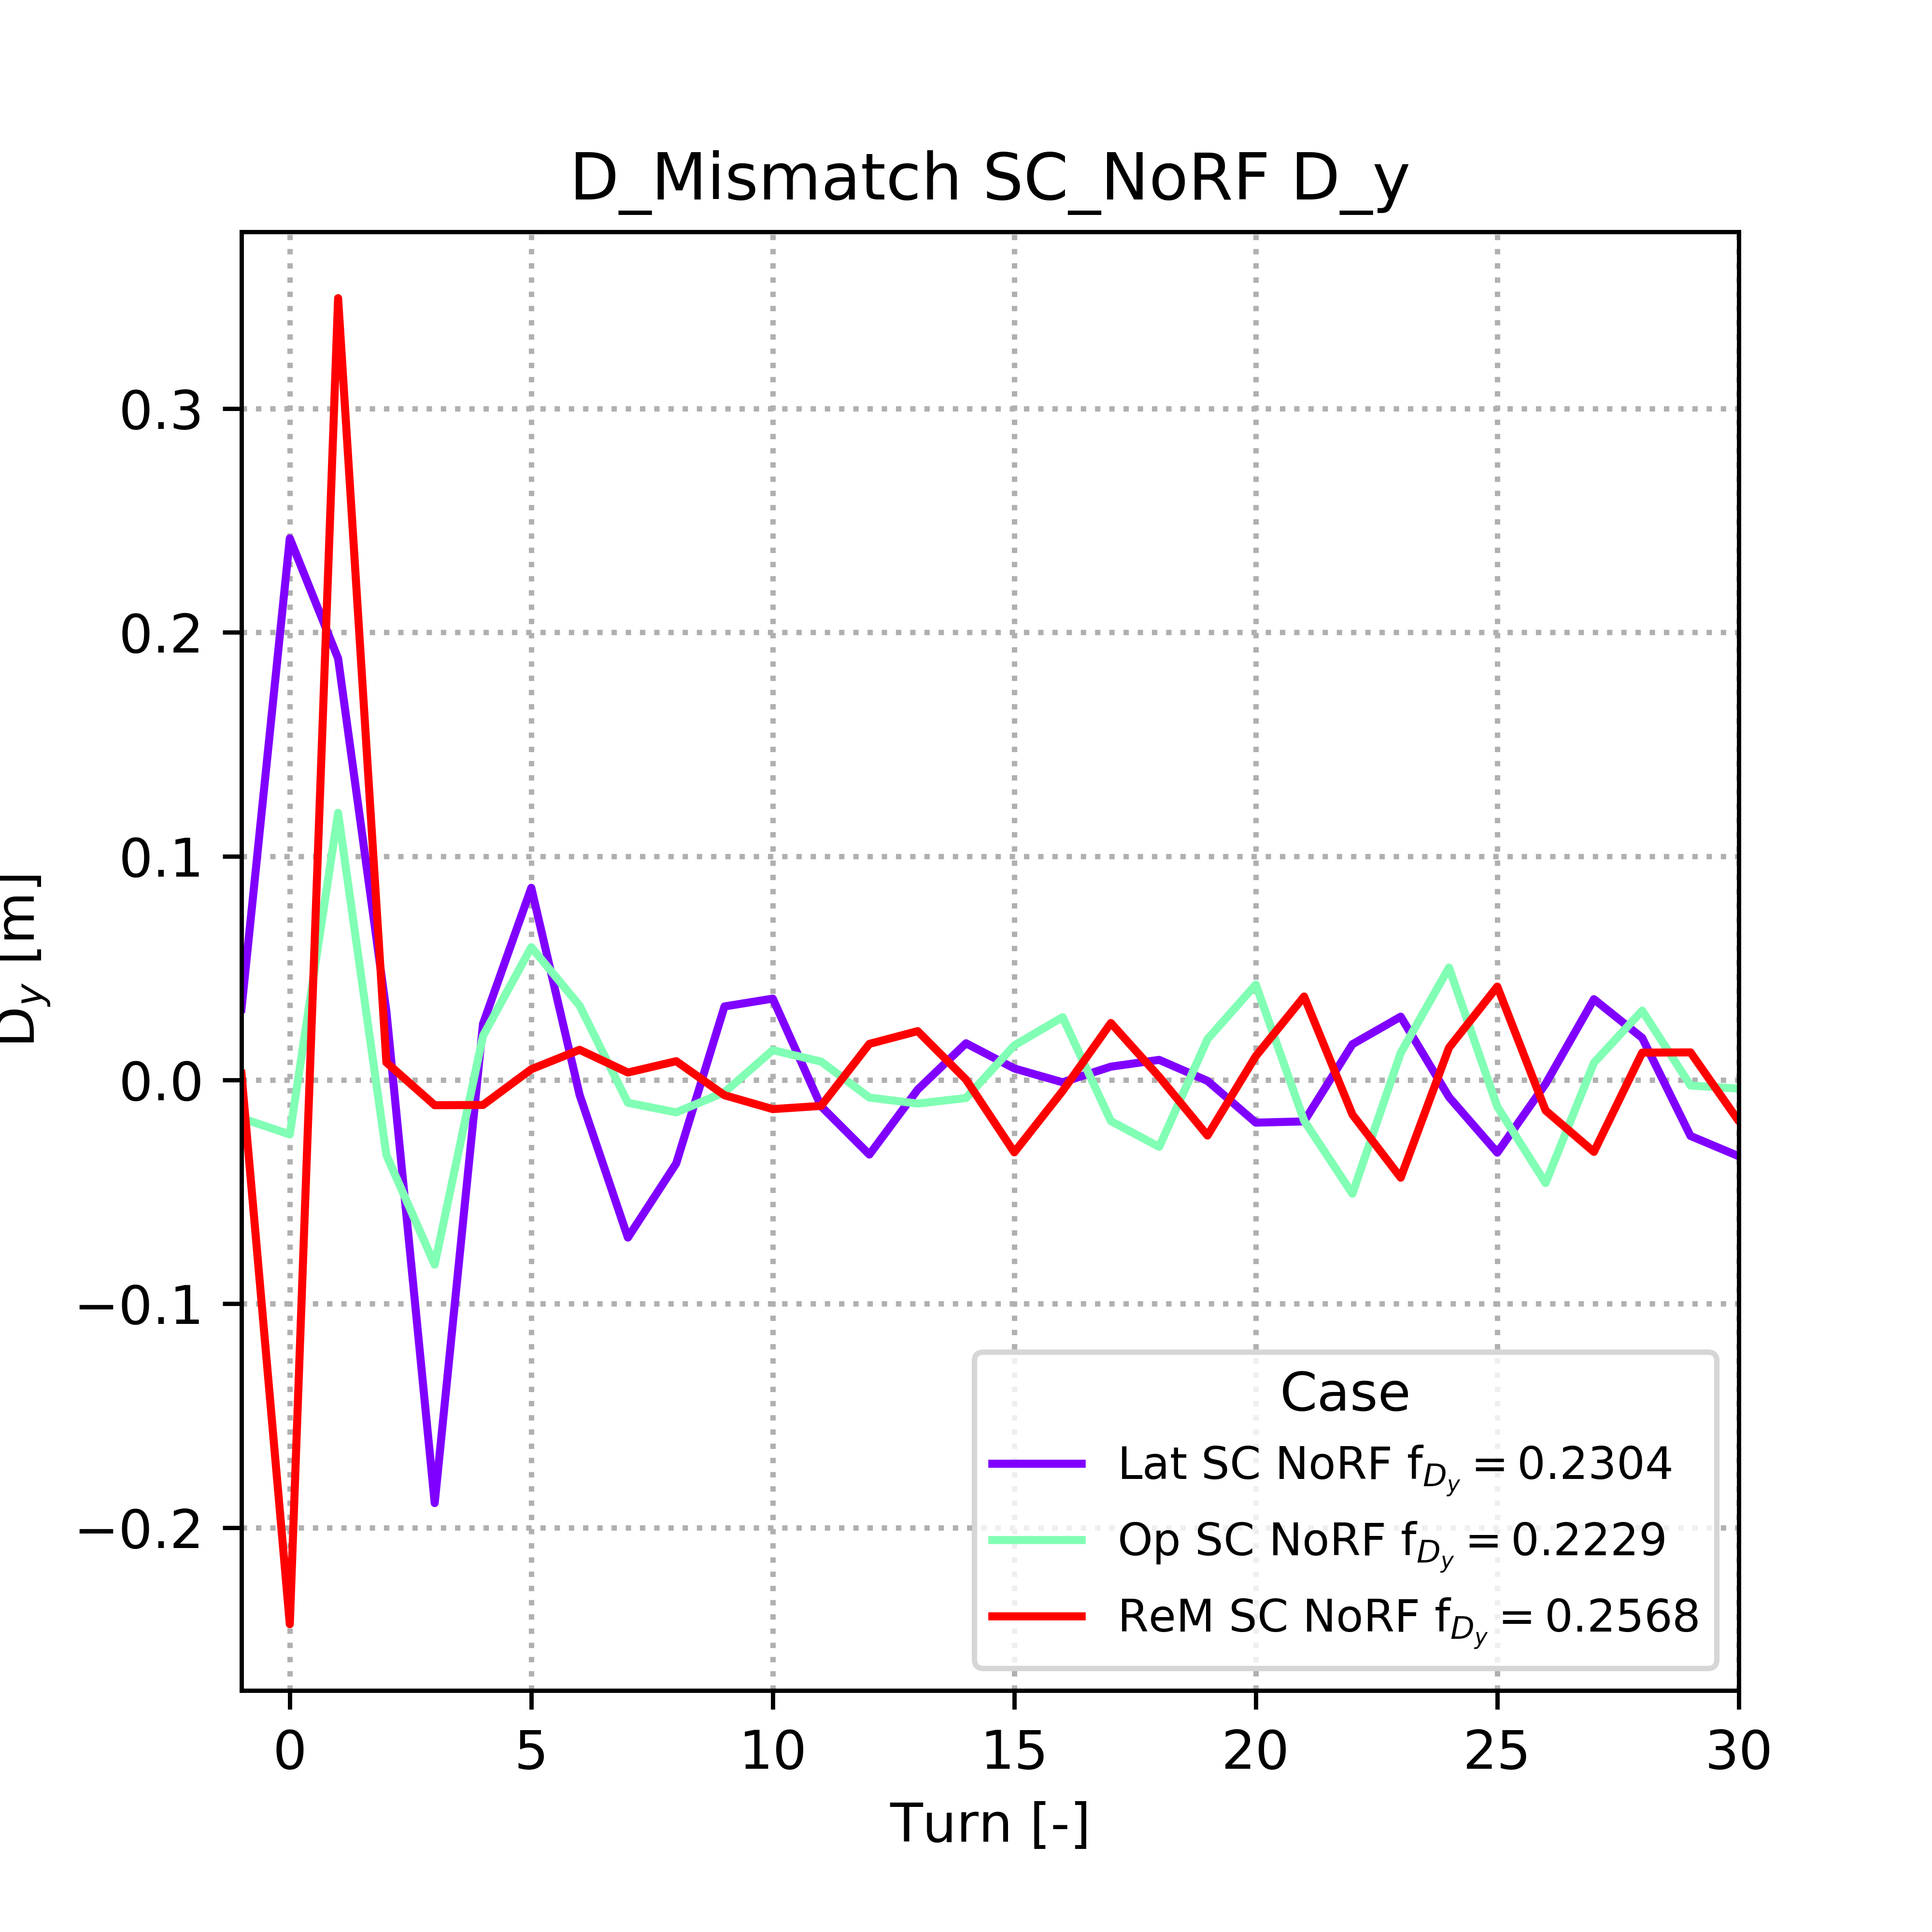 D_Mismatch SC_NoRF D_y
D_y [m]
0.3
0.2
0.1
0.0
−0.1
−0.2
0 5 10 15 20 25 30
Turn [-]
Case
Lat SC NoRF f_{D_y} = 0.2304
Op SC NoRF f_{D_y} = 0.2229
ReM SC NoRF f_{D_y} = 0.2568